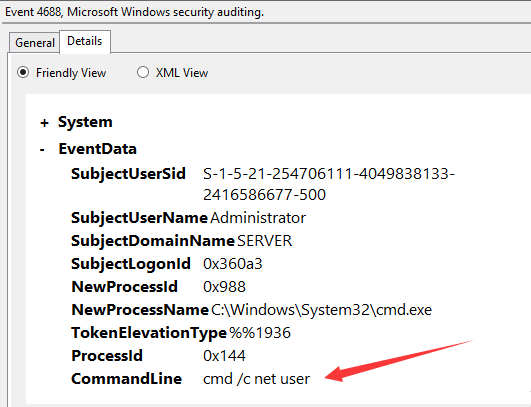 Event 4688, Microsoft Windows security auditing.
General Details
Friendly View XML View
+ System
- EventData
SubjectUserSid S-1-5-21-254706111-4049838133-
2416586677-500
SubjectUserName Administrator
SubjectDomainName SERVER
SubjectLogonId 0x360a3
NewProcessId 0x988
NewProcessName C:\Windows\System32\cmd.exe
TokenElevationType %%1936
ProcessId 0x144
CommandLine cmd /c net user